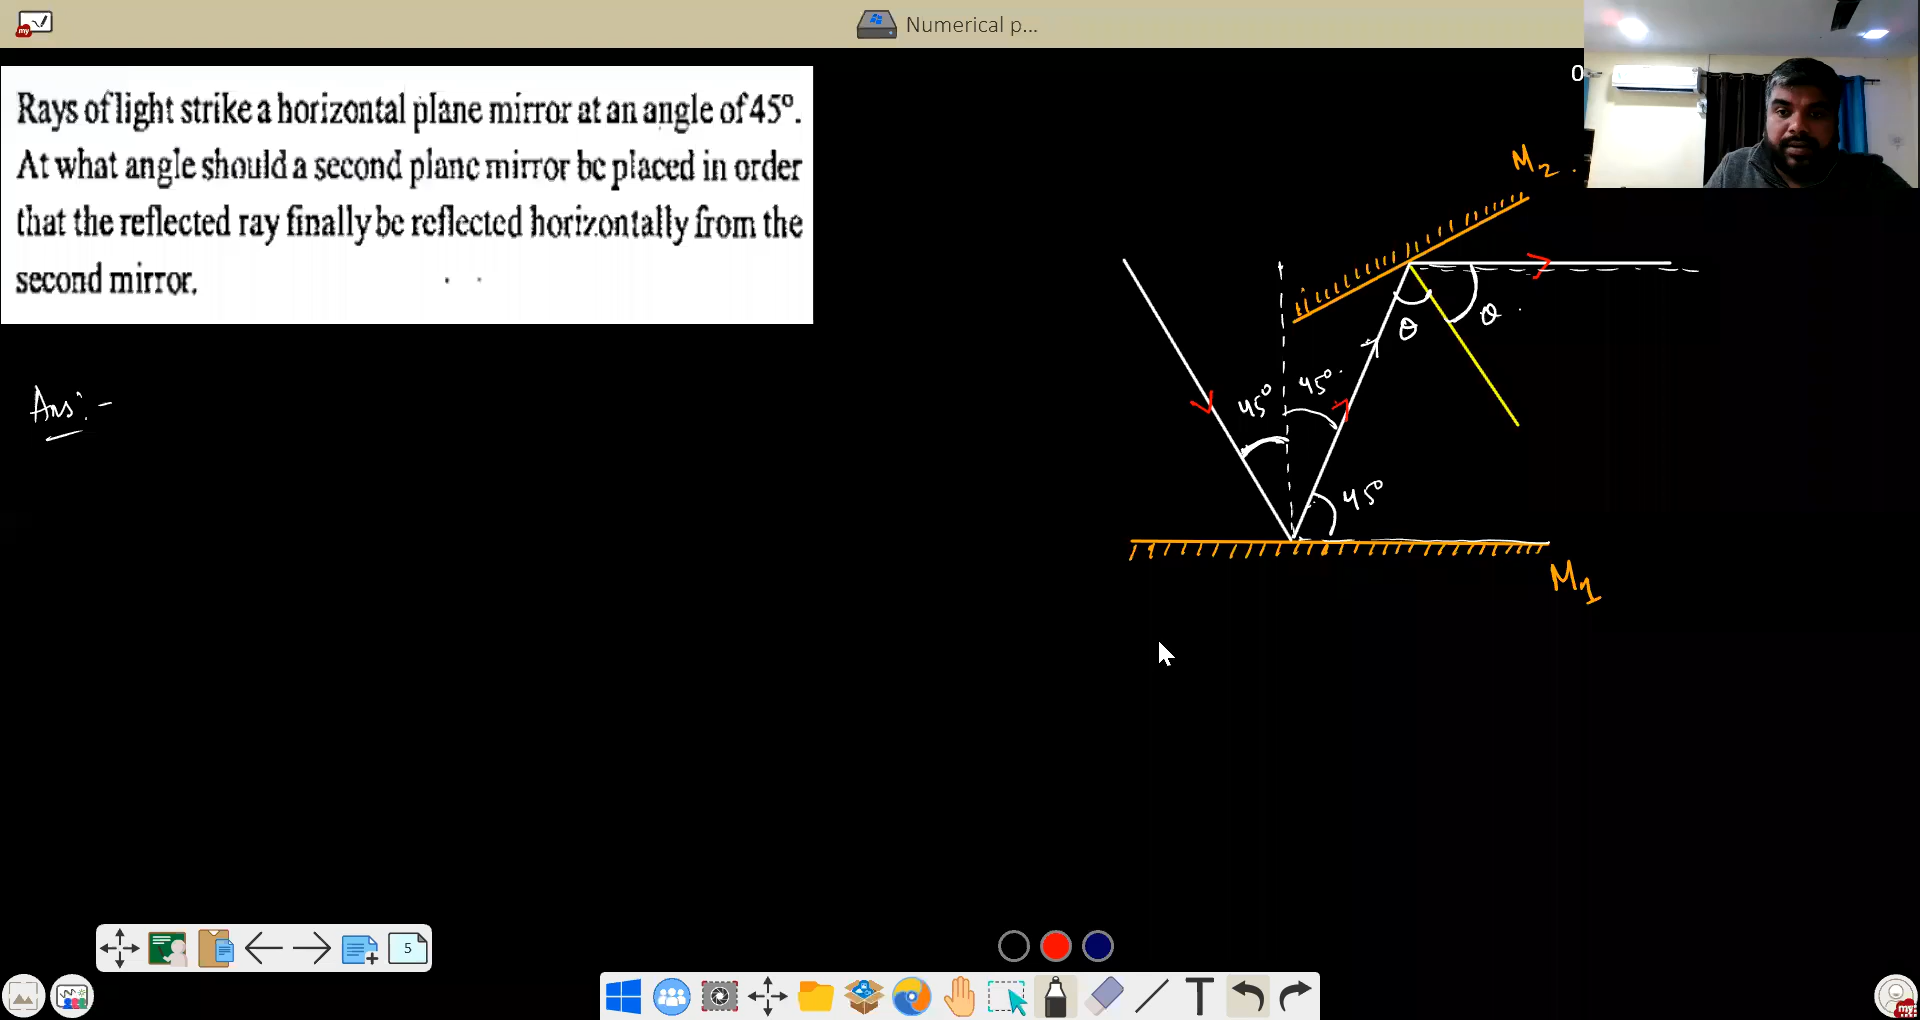 Numerical p...
Rays of light strike a horizontal plane mirror at an angle of 45°.
At what angle should a second plane mirror be placed in order
that the reflected ray finally be reflected horizontally from the
second mirror.
Ans:-
M2.
θ
θ.
45°
45°.
45°
M1
5